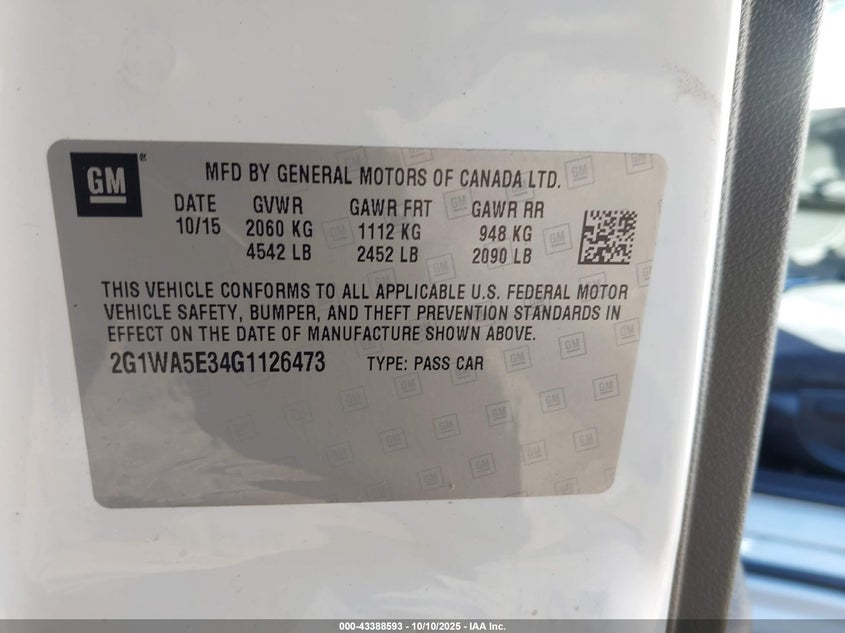 GM
MFD BY GENERAL MOTORS OF CANADA LTD.
DATE GVWR GAWR FRT GAWR RR
10/15 2060 KG 1112 KG 948 KG
4542 LB 2452 LB 2090 LB
THIS VEHICLE CONFORMS TO ALL APPLICABLE U.S. FEDERAL MOTOR
VEHICLE SAFETY, BUMPER, AND THEFT PREVENTION STANDARDS IN
EFFECT ON THE DATE OF MANUFACTURE SHOWN ABOVE.
2G1WA5E34G1126473 TYPE: PASS CAR
000-43388593 - 10/10/2025 - IAA Inc.